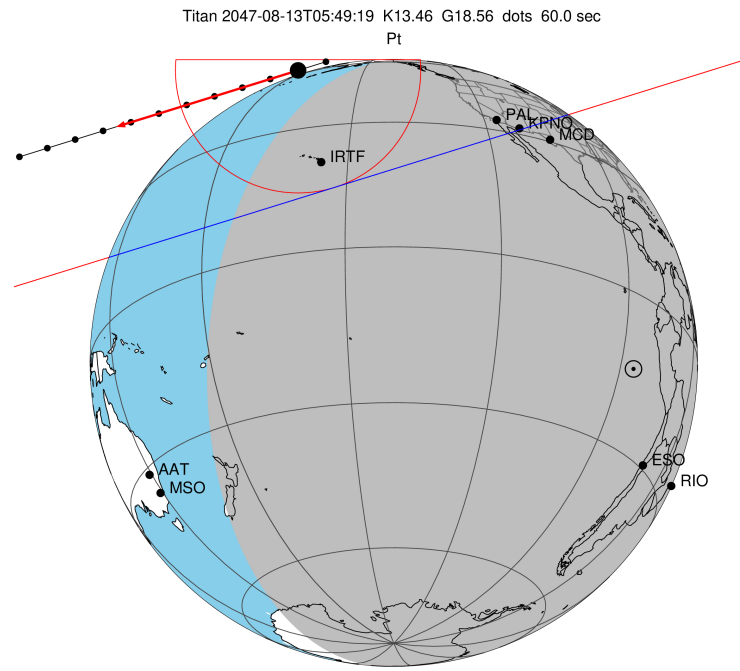 Titan 2047-08-13T05:49:19 K13.46 G18.56 dots 60.0 sec
Pt
PAL
KPNO
MCD
IRTF
ESO
AAT
RIO
MSO